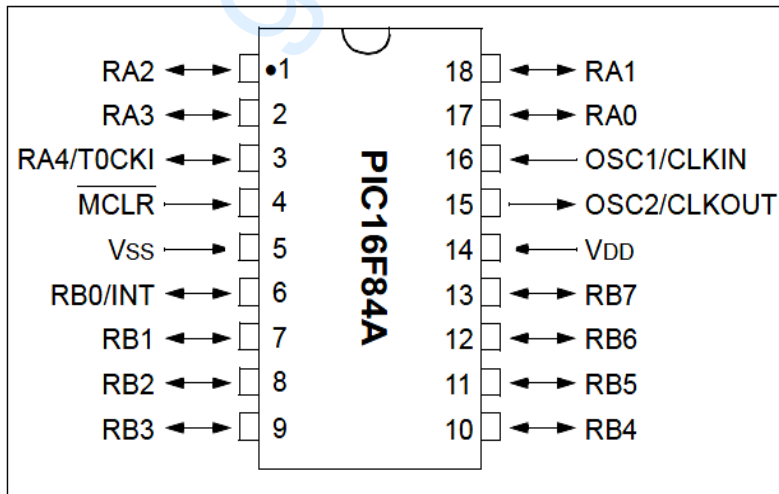 RA2 •1 18 RA1
RA3 2 17 RA0
RA4/T0CKI 3 16 OSC1/CLKIN
MCLR 4 15 OSC2/CLKOUT
VSS 5 14 VDD
RB0/INT 6 13 RB7
RB1 7 12 RB6
RB2 8 11 RB5
RB3 9 10 RB4
PIC16F84A